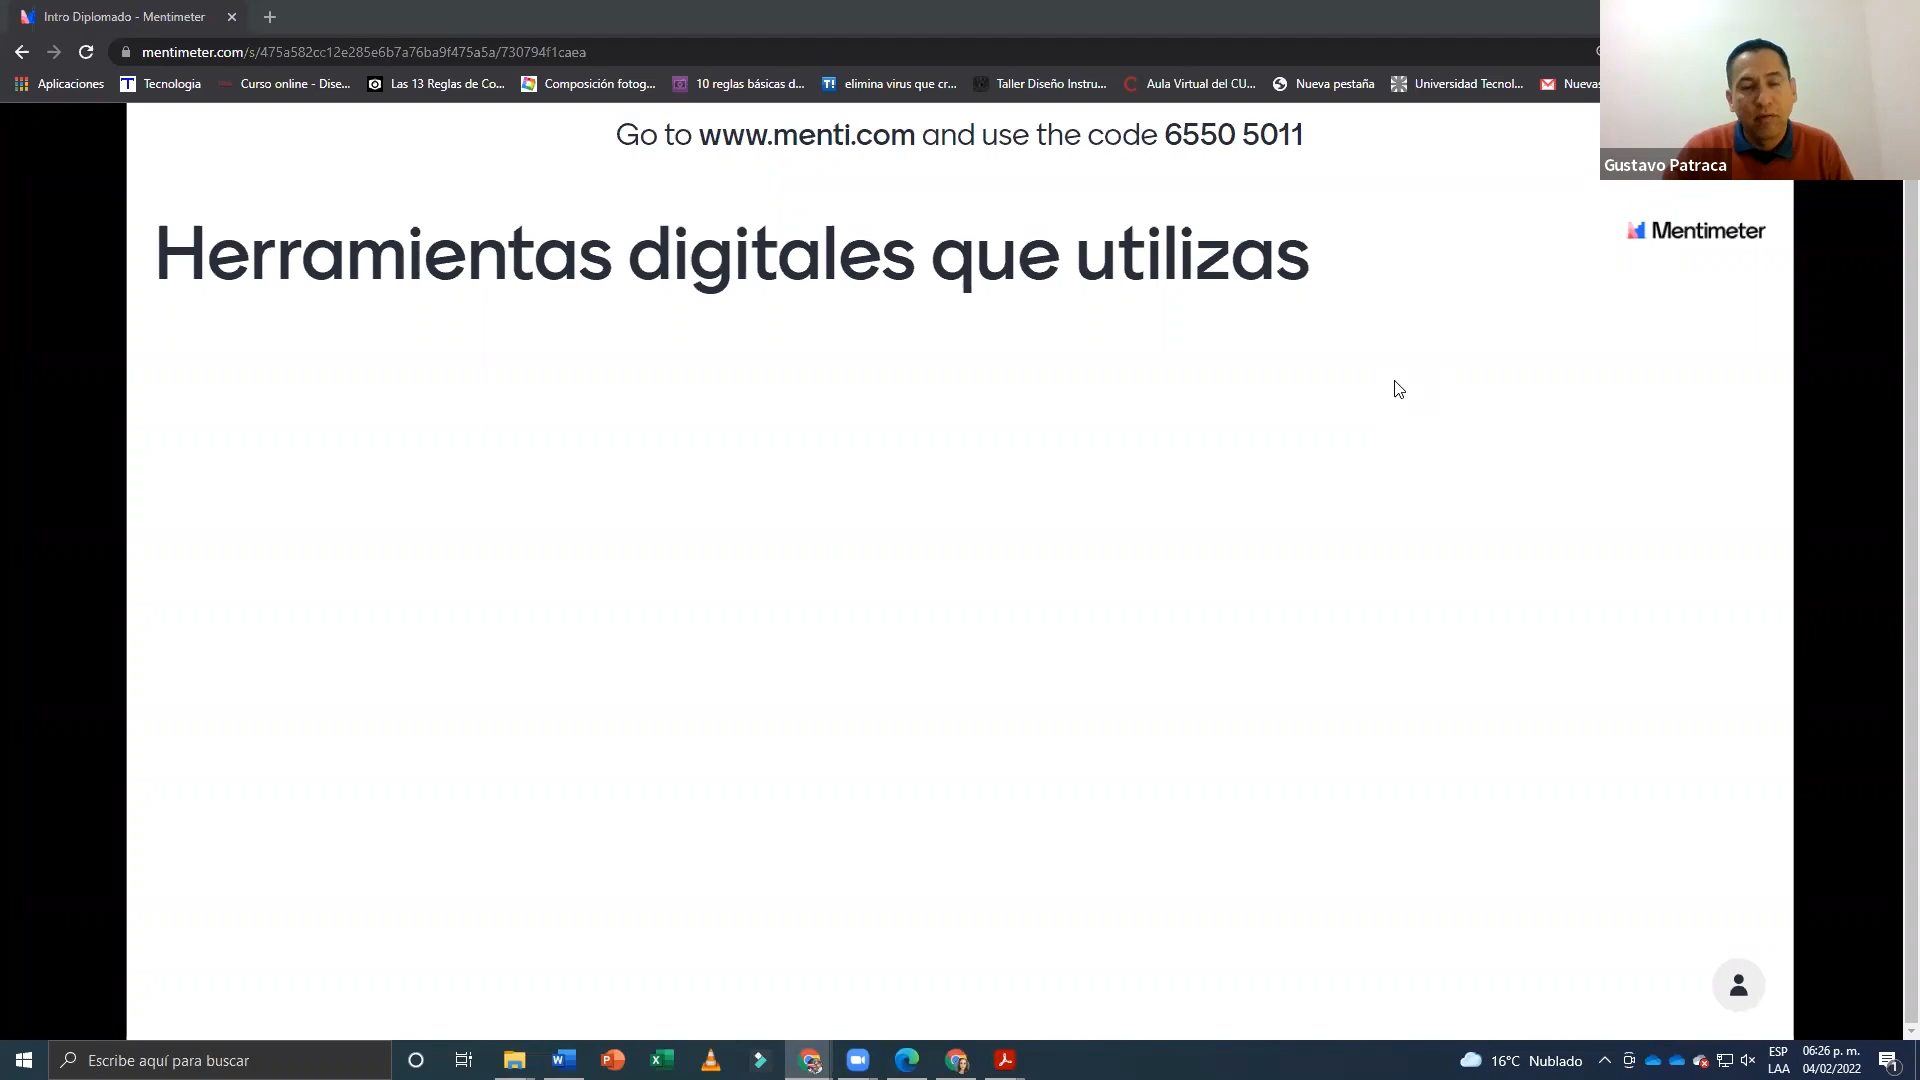 Intro Diplomado - Mentimeter
mentimeter.com/s/475a582cc12e285e6b7a76ba9f475a5a/730794f1caea
Aplicaciones
Tecnologia
Curso online - Dise...
Las 13 Reglas de Co...
Composición fotog...
10 reglas básicas d...
elimina virus que cr...
Taller Diseño Instru...
Aula Virtual del CU...
Nueva pestaña
Universidad Tecnol...
Nuevas
Go to www.menti.com and use the code 6550 5011
Gustavo Patraca
Herramientas digitales que utilizas
Mentimeter
Escribe aquí para buscar
16°C Nublado
ESP
LAA
06:26 p. m.
04/02/2022
1